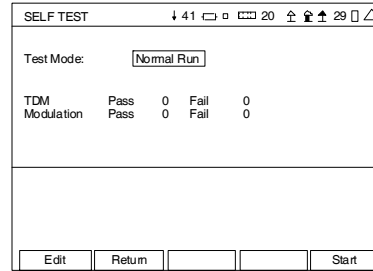 SELF TEST 41 20 29
Test Mode: Normal Run
TDM Pass 0 Fail 0
Modulation Pass 0 Fail 0
Edit Return Start